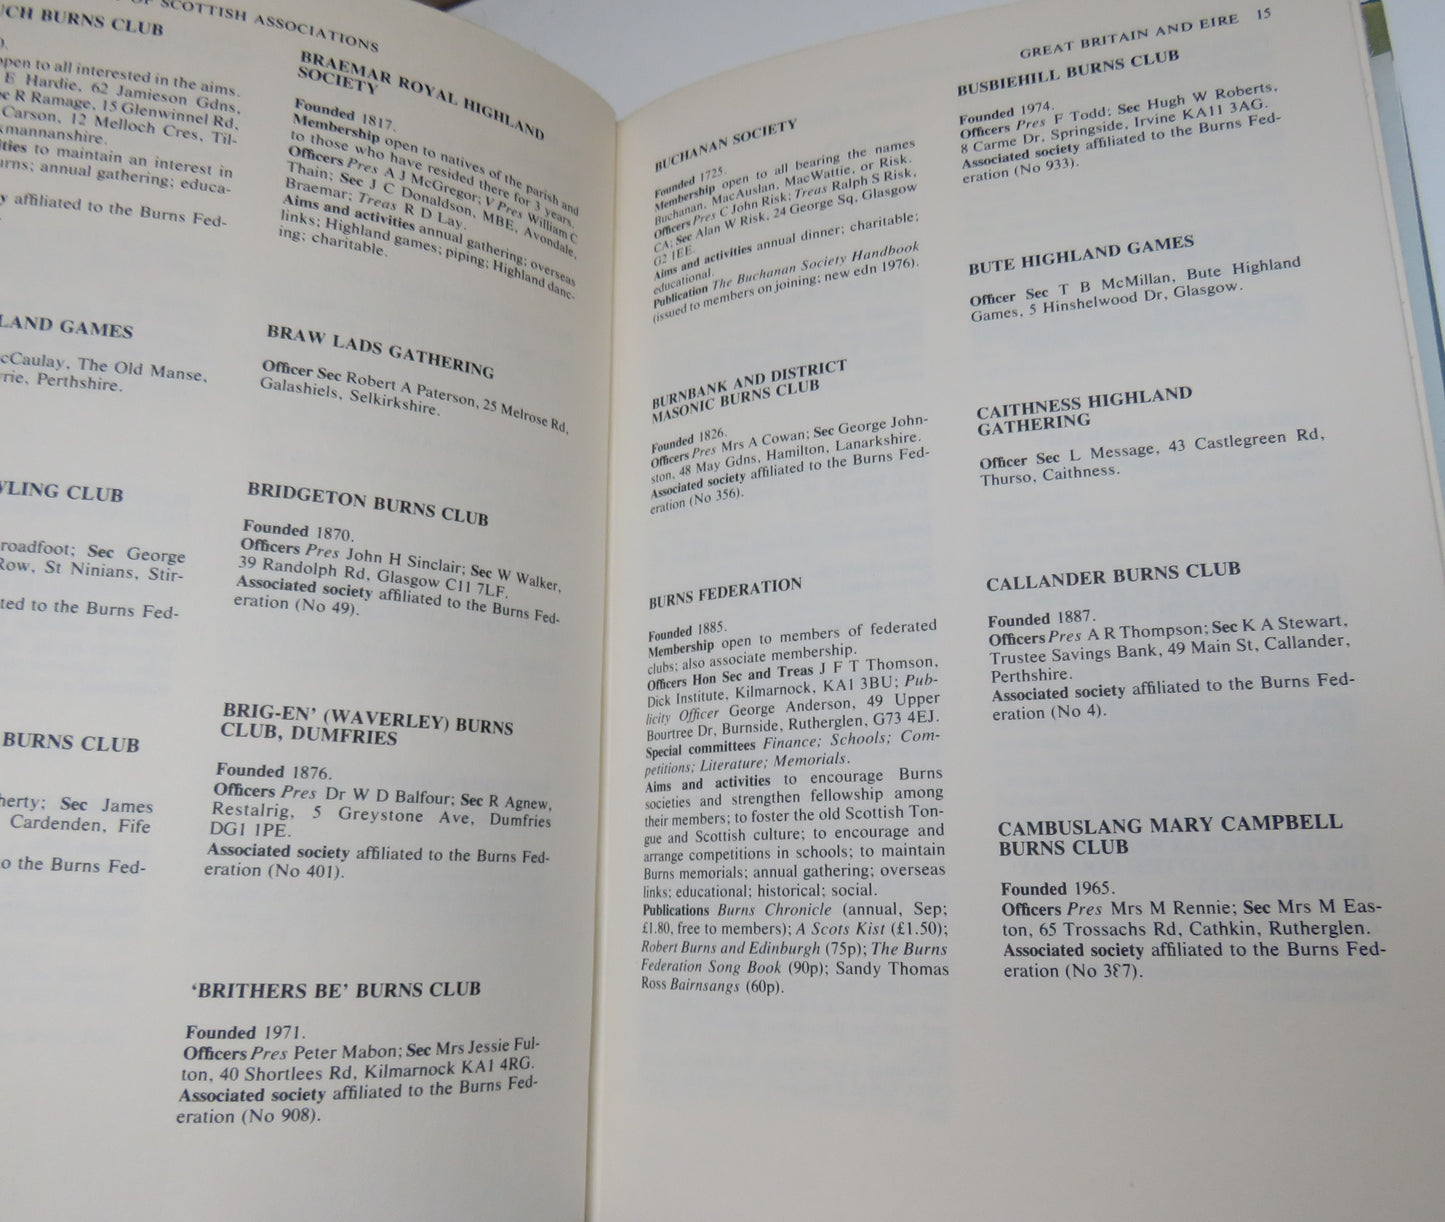 OF SCOTTISH ASSOCIATIONS
UCH BURNS CLUB
open to all interested in the aims.
E Hardie, 62 Jamieson Gdns,
R Ramage, 15 Glenwinnel Rd,
Carson, 12 Melloch Cres, Til-
kmannanshire.
ities to maintain an interest in
urns; annual gathering; educa-
y affiliated to the Burns Fed-
LAND GAMES
cCaulay, The Old Manse,
rie, Perthshire.
WLING CLUB
roadfoot; Sec George
Row, St Ninians, Stir-
ted to the Burns Fed-
BURNS CLUB
herty; Sec James
Cardenden, Fife
o the Burns Fed-
BRAEMAR ROYAL HIGHLAND
SOCIETY
Founded 1817.
Membership open to natives of the parish and
to those who have resided there for 3 years.
Officers Pres A J McGregor; V Pres William C
Thain; Sec J C Donaldson, MBE, Avondale,
Braemar; Treas R D Lay.
Aims and activities annual gathering; overseas
links; Highland games; piping; Highland danc-
ing; charitable.
BRAW LADS GATHERING
Officer Sec Robert A Paterson, 25 Melrose Rd,
Galashiels, Selkirkshire.
BRIDGETON BURNS CLUB
Founded 1870.
Officers Pres John H Sinclair; Sec W Walker,
39 Randolph Rd, Glasgow C11 7LF.
Associated society affiliated to the Burns Fed-
eration (No 49).
BRIG-EN' (WAVERLEY) BURNS
CLUB, DUMFRIES
Founded 1876.
Officers Pres Dr W D Balfour; Sec R Agnew,
Restalrig, 5 Greystone Ave, Dumfries
DG1 1PE.
Associated society affiliated to the Burns Fed-
eration (No 401).
‘BRITHERS BE’ BURNS CLUB
Founded 1971.
Officers Pres Peter Mabon; Sec Mrs Jessie Ful-
ton, 40 Shortlees Rd, Kilmarnock KA1 4RG.
Associated society affiliated to the Burns Fed-
eration (No 908).
GREAT BRITAIN AND EIRE 15
BUCHANAN SOCIETY
Founded 1725.
Membership open to all bearing the names
Buchanan, MacAuslan, MacWattie, or Risk.
Officers Pres C John Risk; Treas Ralph S Risk,
CA; Sec Alan W Risk, 24 George Sq, Glasgow
G2 1EE.
Aims and activities annual dinner; charitable;
educational.
Publication The Buchanan Society Handbook
(issued to members on joining; new edn 1976).
BURNBANK AND DISTRICT
MASONIC BURNS CLUB
Founded 1826.
Officers Pres Mrs A Cowan; Sec George John-
ston, 48 May Gdns, Hamilton, Lanarkshire.
Associated society affiliated to the Burns Fed-
eration (No 356).
BURNS FEDERATION
Founded 1885.
Membership open to members of federated
clubs; also associate membership.
Officers Hon Sec and Treas J F T Thomson,
Dick Institute, Kilmarnock, KA1 3BU; Pub-
licity Officer George Anderson, 49 Upper
Bourtree Dr, Burnside, Rutherglen, G73 4EJ.
Special committees Finance; Schools; Com-
petitions; Literature; Memorials.
Aims and activities to encourage Burns
societies and strengthen fellowship among
their members; to foster the old Scottish Ton-
gue and Scottish culture; to encourage and
arrange competitions in schools; to maintain
Burns memorials; annual gathering; overseas
links; educational; historical; social.
Publications Burns Chronicle (annual, Sep;
£1.80, free to members); A Scots Kist (£1.50);
Robert Burns and Edinburgh (75p); The Burns
Federation Song Book (90p); Sandy Thomas
Ross Bairnsangs (60p).
BUSBIEHILL BURNS CLUB
Founded 1974.
Officers Pres F Todd; Sec Hugh W Roberts,
8 Carme Dr, Springside, Irvine KA11 3AG.
Associated society affiliated to the Burns Fed-
eration (No 933).
BUTE HIGHLAND GAMES
Officer Sec T B McMillan, Bute Highland
Games, 5 Hinshelwood Dr, Glasgow.
CAITHNESS HIGHLAND
GATHERING
Officer Sec L Message, 43 Castlegreen Rd,
Thurso, Caithness.
CALLANDER BURNS CLUB
Founded 1887.
Officers Pres A R Thompson; Sec K A Stewart,
Trustee Savings Bank, 49 Main St, Callander,
Perthshire.
Associated society affiliated to the Burns Fed-
eration (No 4).
CAMBUSLANG MARY CAMPBELL
BURNS CLUB
Founded 1965.
Officers Pres Mrs M Rennie; Sec Mrs M Eas-
ton, 65 Trossachs Rd, Cathkin, Rutherglen.
Associated society affiliated to the Burns Fed-
eration (No 387).